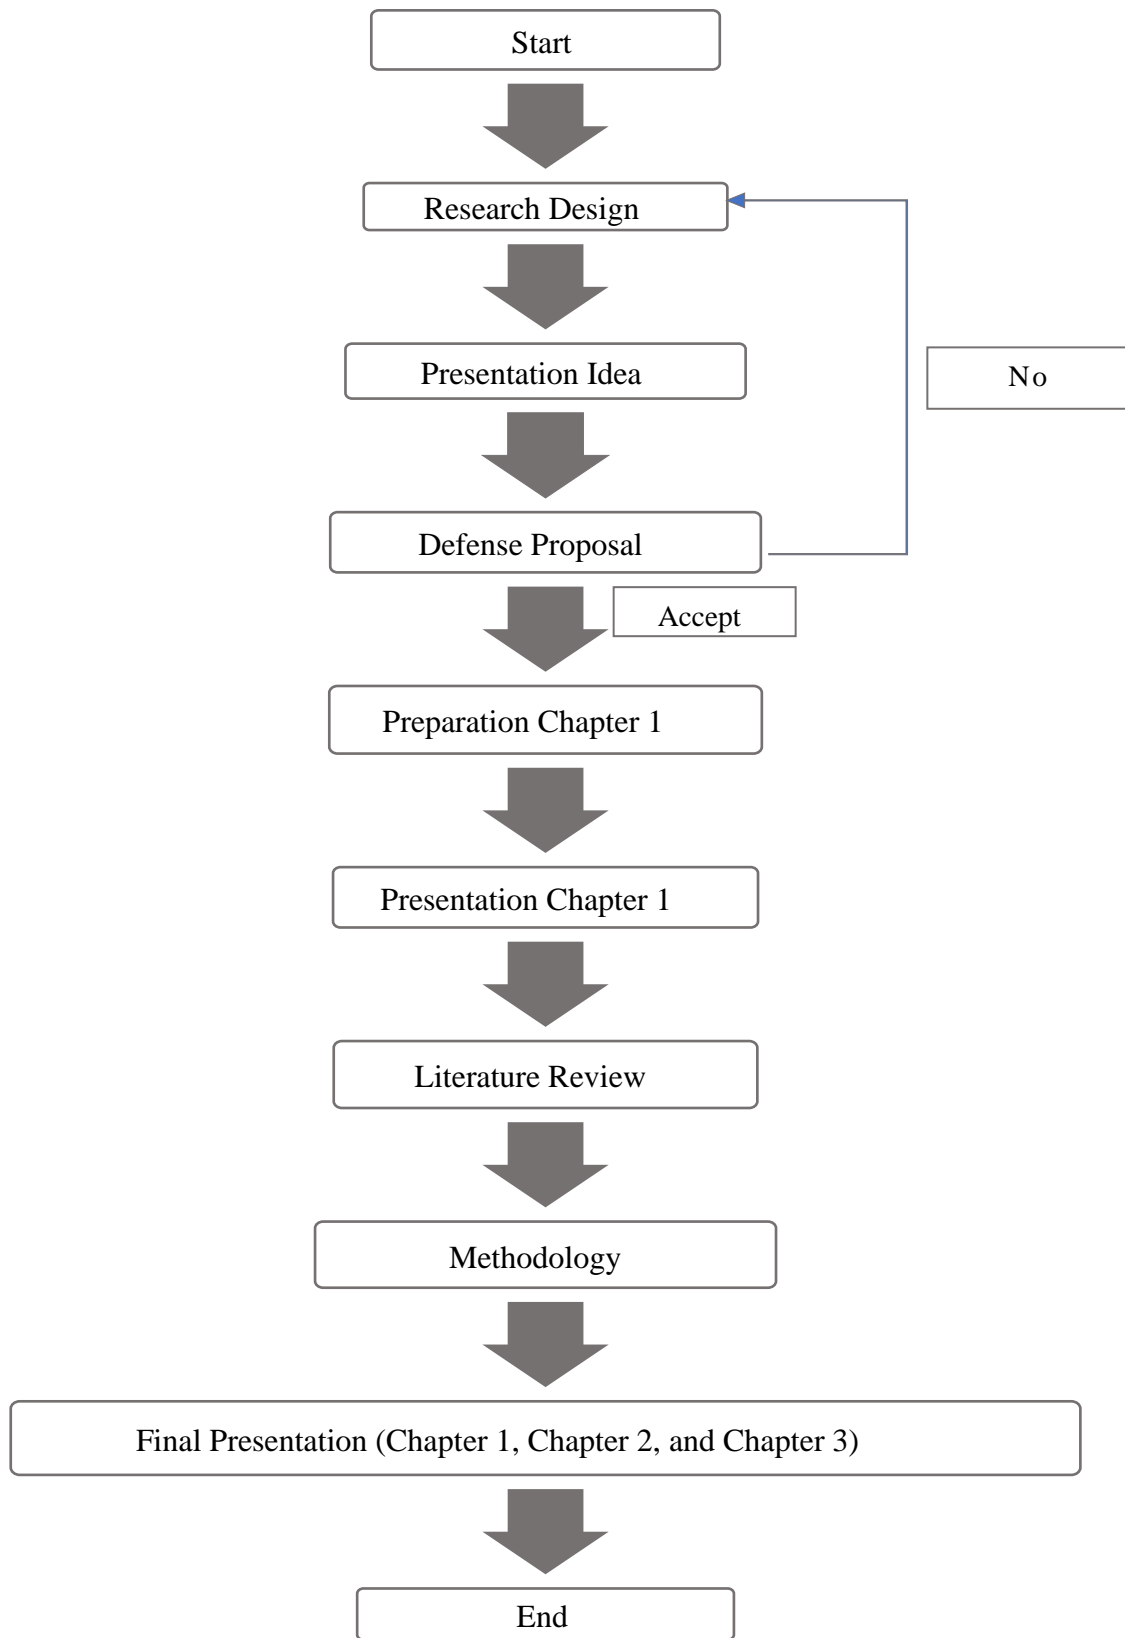 Start
Research Design
Presentation Idea
No
Defense Proposal
Accept
Preparation Chapter 1
Presentation Chapter 1
Literature Review
Methodology
Final Presentation (Chapter 1, Chapter 2, and Chapter 3)
End